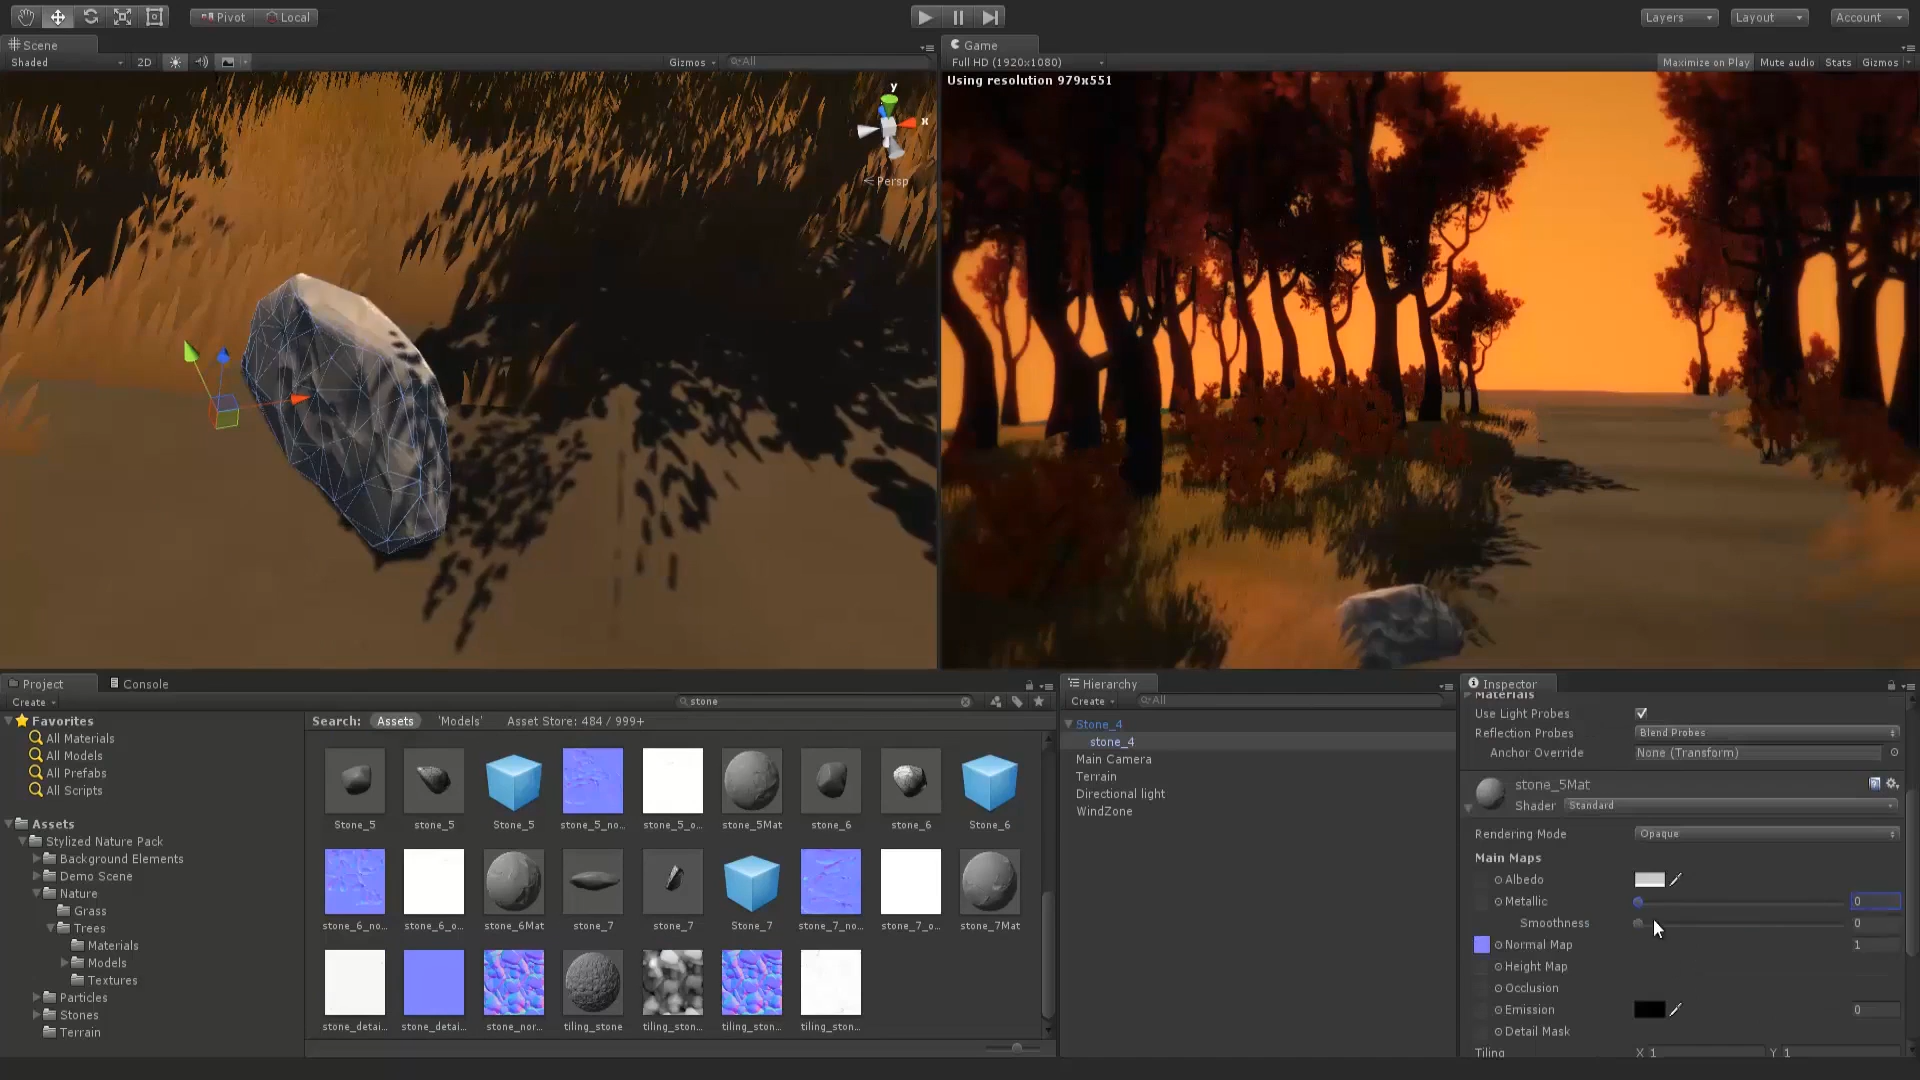 Pivot Local Layers Layout Account
Scene Game
Shaded 2D Gizmos All Full HD (1920x1080) Maximize on Play Mute audio Stats Gizmos
Using resolution 979x551
y
x
Persp
Project Console Hierarchy Inspector
Create stone Create All
Favorites
All Materials
All Models
All Prefabs
All Scripts
Assets
Stylized Nature Pack
Background Elements
Demo Scene
Nature
Grass
Trees
Materials
Models
Textures
Particles
Stones
Terrain
Search: Assets 'Models' Asset Store: 484 / 999+
Stone_5 stone_5 Stone_5 stone_5_no... stone_5_o... stone_5Mat stone_6 stone_6 Stone_6
stone_6_no... stone_6_o... stone_6Mat stone_7 stone_7 Stone_7 stone_7_no... stone_7_o... stone_7Mat
stone_detai... stone_detai... stone_nor... tiling_stone tiling_ston... tiling_ston... tiling_ston...
Stone_4
stone_4
Main Camera
Terrain
Directional light
WindZone
Materials
Use Light Probes
Reflection Probes Blend Probes
Anchor Override None (Transform)
stone_5Mat
Shader Standard
Rendering Mode Opaque
Main Maps
Albedo
Metallic 0
Smoothness 0
Normal Map 1
Height Map
Occlusion
Emission 0
Detail Mask
Tiling X 1 Y 1